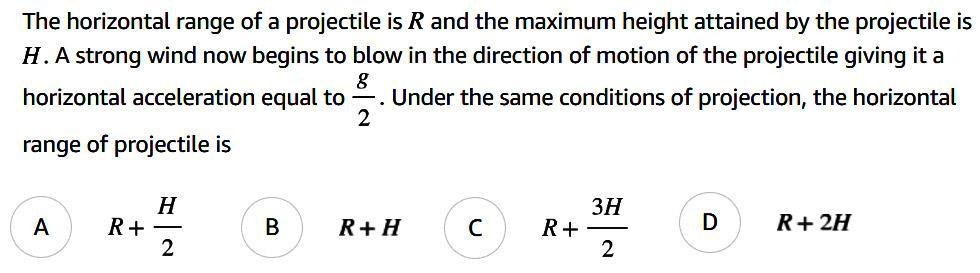 The horizontal range of a projectile is R and the maximum height attained by the projectile is
H. A strong wind now begins to blow in the direction of motion of the projectile giving it a
horizontal acceleration equal to g/2. Under the same conditions of projection, the horizontal
range of projectile is
A R + H/2 B R + H C R + 3H/2 D R + 2H